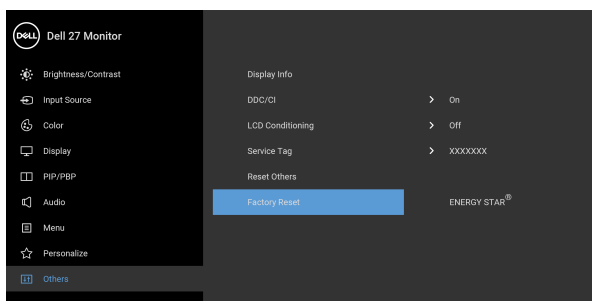 DELL Dell 27 Monitor
Brightness/Contrast
Input Source
Color
Display
PIP/PBP
Audio
Menu
Personalize
Others
Display Info
DDC/CI > On
LCD Conditioning > Off
Service Tag > XXXXXXX
Reset Others
Factory Reset ENERGY STAR®